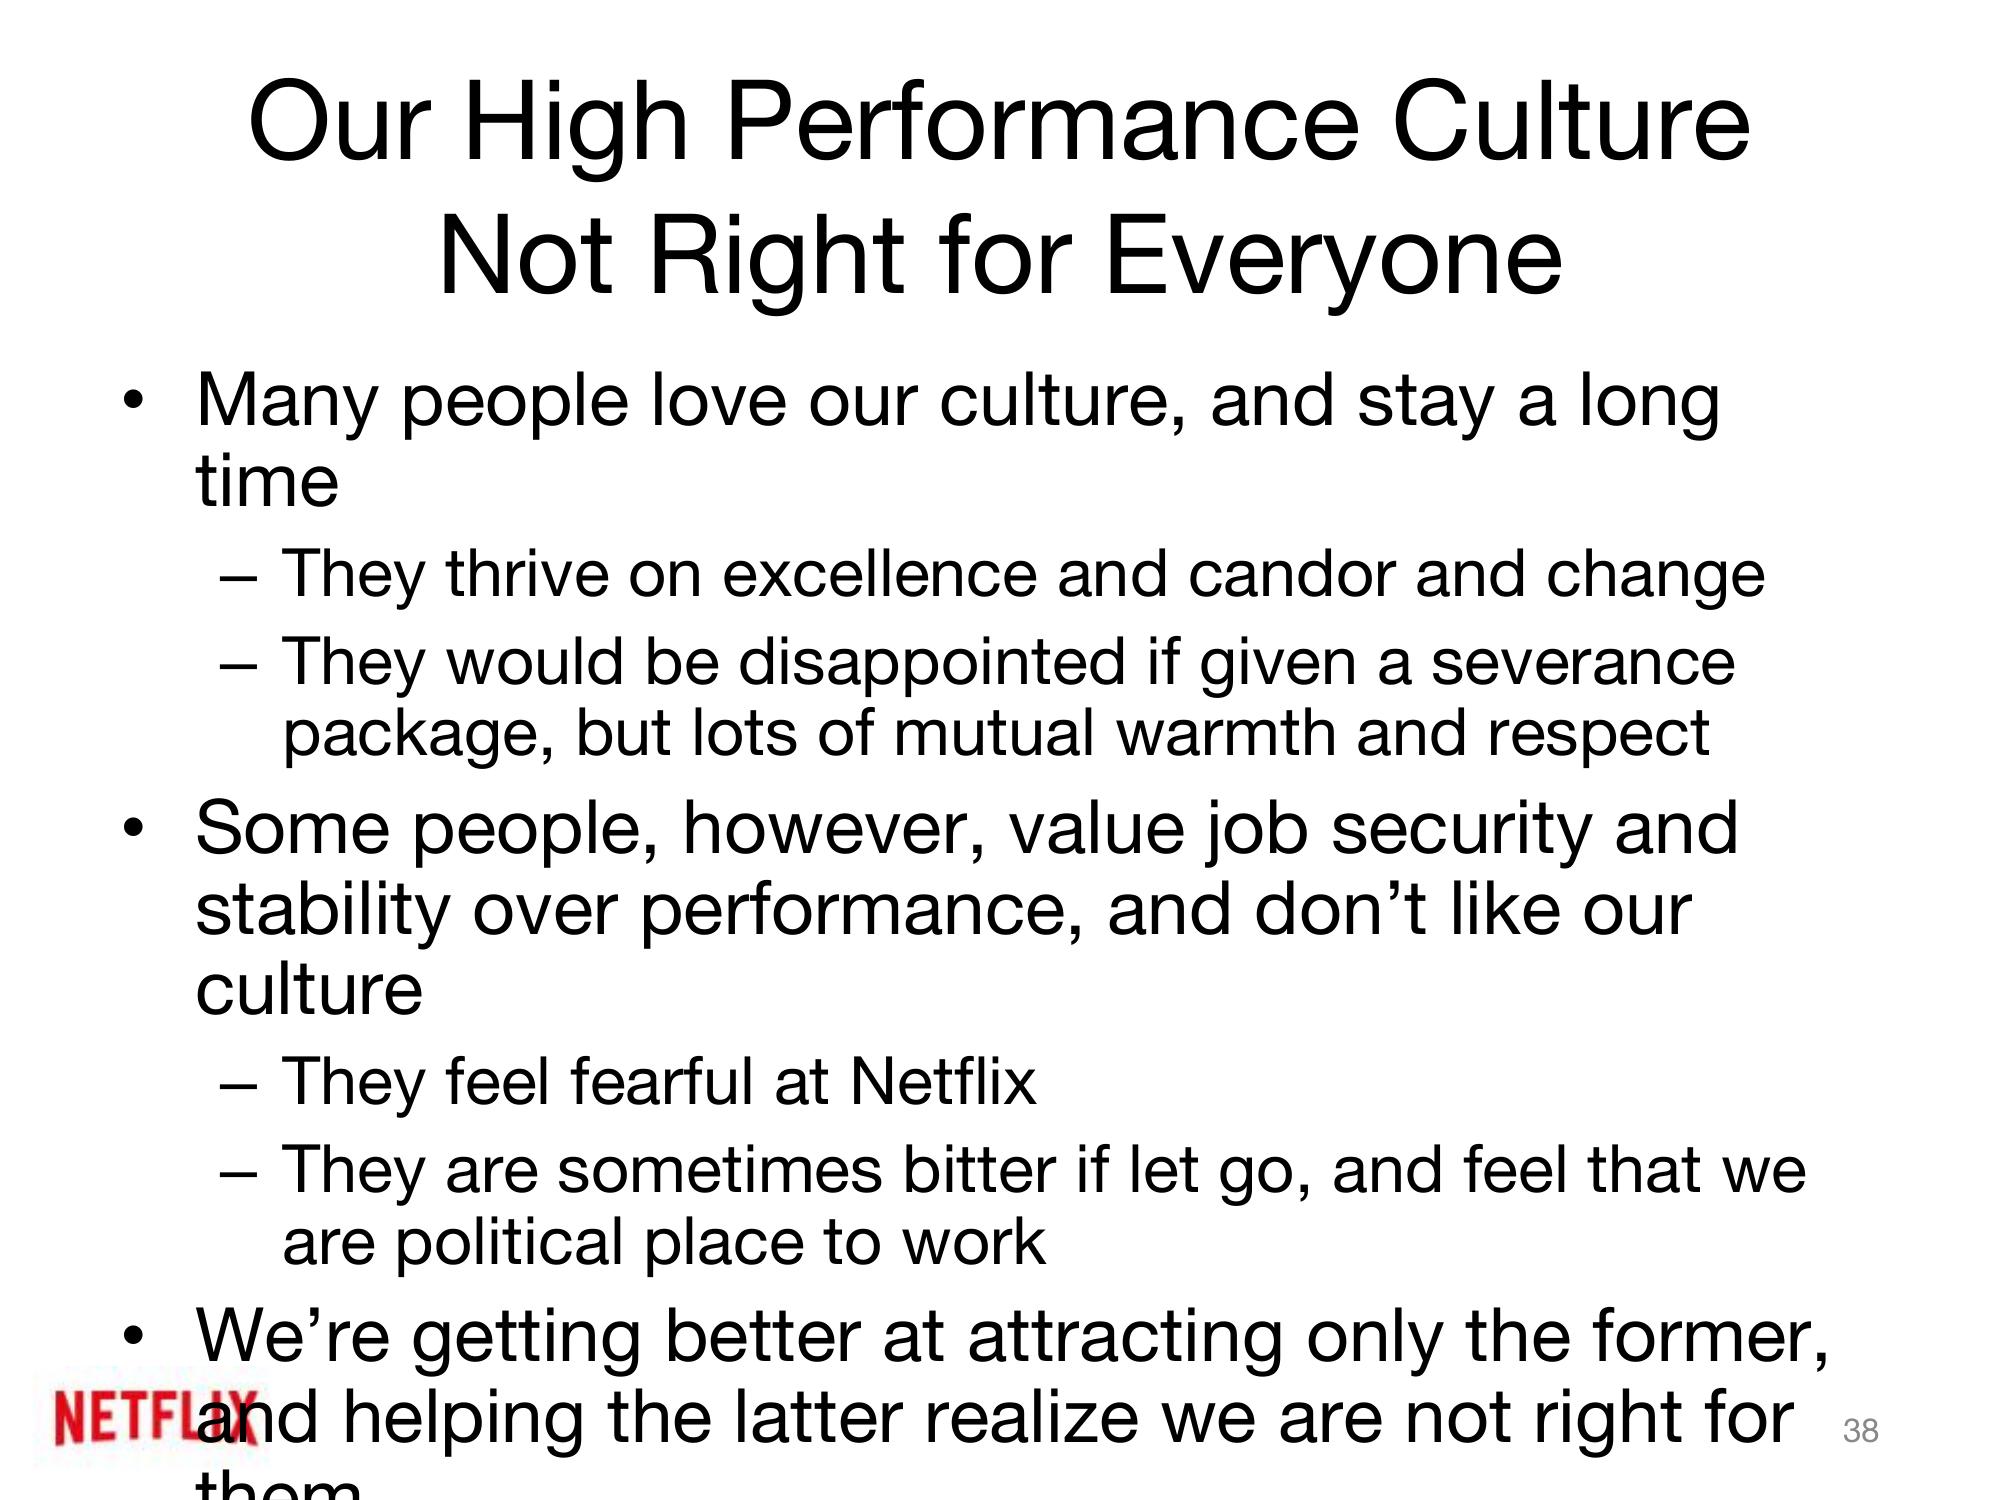 Our High Performance Culture
Not Right for Everyone
• Many people love our culture, and stay a long
time
– They thrive on excellence and candor and change
– They would be disappointed if given a severance
package, but lots of mutual warmth and respect
• Some people, however, value job security and
stability over performance, and don’t like our
culture
– They feel fearful at Netflix
– They are sometimes bitter if let go, and feel that we
are political place to work
• We’re getting better at attracting only the former,
and helping the latter realize we are not right for
them
NETFLIX
38